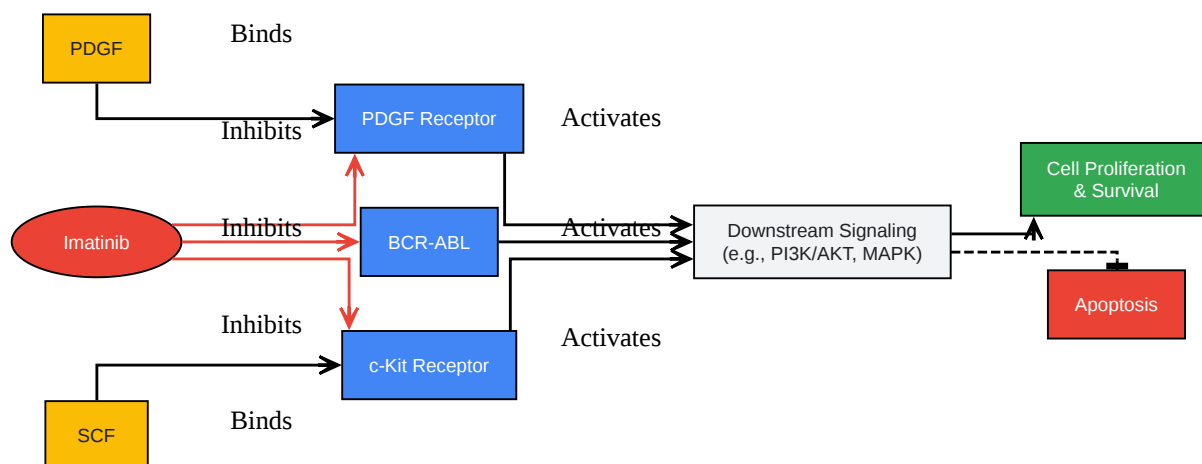 Binds
PDGF
PDGF Receptor
Activates
Inhibits
Cell Proliferation
& Survival
Imatinib
Inhibits
BCR-ABL
Activates
Downstream Signaling
(e.g., PI3K/AKT, MAPK)
Apoptosis
Inhibits
Activates
c-Kit Receptor
Binds
SCF